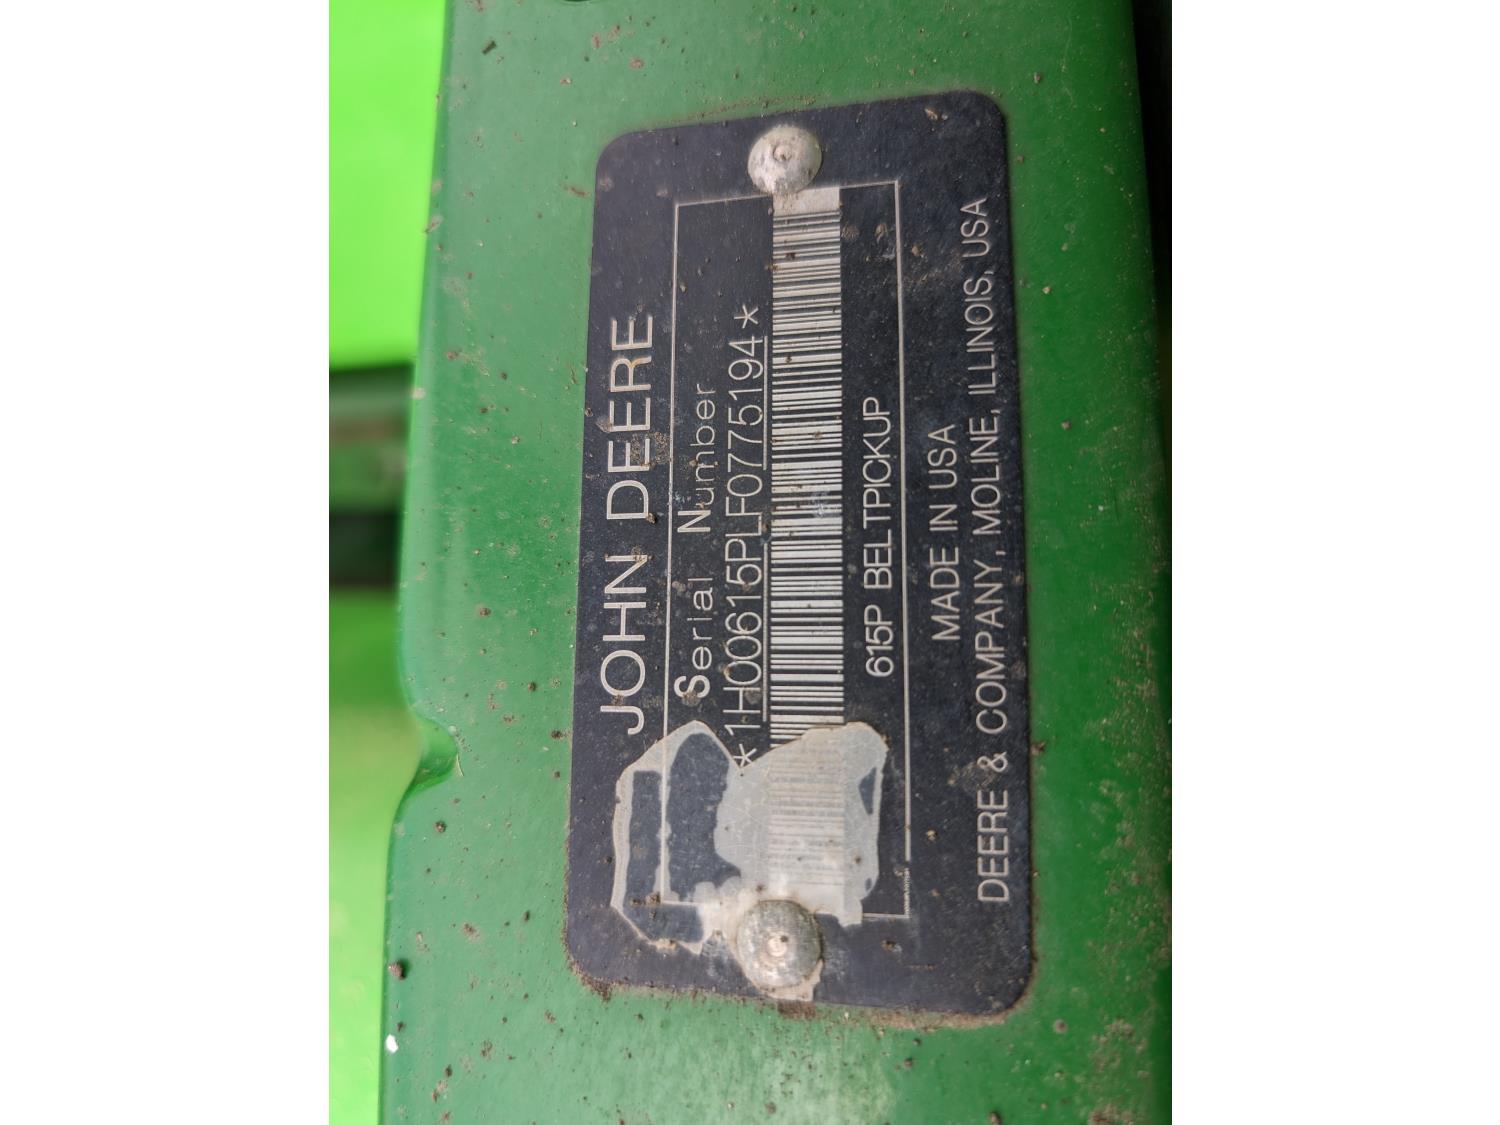 JOHN DEERE
Serial Number
*1H00615PLF0775194*
615P BELTPICKUP
MADE IN USA
DEERE & COMPANY, MOLINE, ILLINOIS, USA